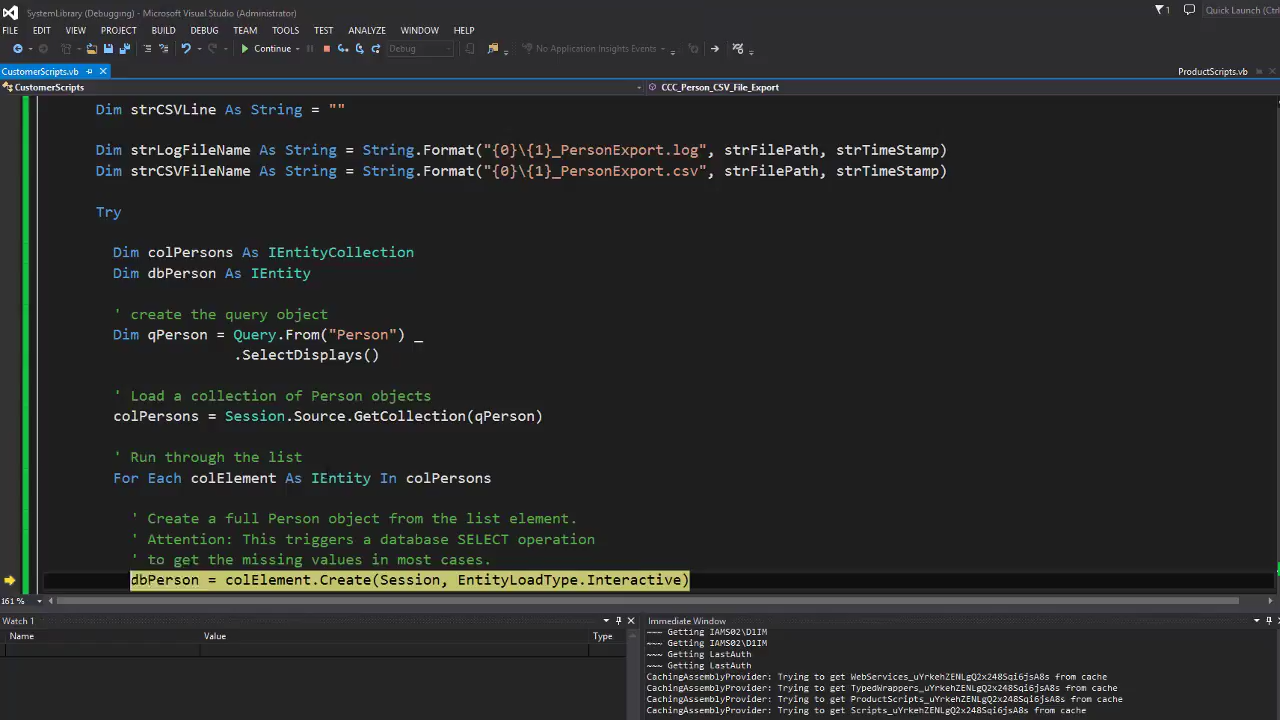 SystemLibrary (Debugging) - Microsoft Visual Studio (Administrator)
1
Quick Launch (Ctrl
FILE EDIT VIEW PROJECT BUILD DEBUG TEAM TOOLS TEST ANALYZE WINDOW HELP
Continue Debug No Application Insights Events
CustomerScripts.vb ProductScripts.vb
CustomerScripts CCC_Person_CSV_File_Export
Dim strCSVLine As String = ""
Dim strLogFileName As String = String.Format("{0}\{1}_PersonExport.log", strFilePath, strTimeStamp)
Dim strCSVFileName As String = String.Format("{0}\{1}_PersonExport.csv", strFilePath, strTimeStamp)
Try
Dim colPersons As IEntityCollection
Dim dbPerson As IEntity
' create the query object
Dim qPerson = Query.From("Person") _
.SelectDisplays()
' Load a collection of Person objects
colPersons = Session.Source.GetCollection(qPerson)
' Run through the list
For Each colElement As IEntity In colPersons
' Create a full Person object from the list element.
' Attention: This triggers a database SELECT operation
' to get the missing values in most cases.
dbPerson = colElement.Create(Session, EntityLoadType.Interactive)
161 %
Watch 1
Name Value Type
Immediate Window
~~~ Getting IAMS02\D1IM
~~~ Getting IAMS02\D1IM
~~~ Getting LastAuth
~~~ Getting LastAuth
CachingAssemblyProvider: Trying to get WebServices_uYrkehZENLgQ2x248Sqi6jsA8s from cache
CachingAssemblyProvider: Trying to get TypedWrappers_uYrkehZENLgQ2x248Sqi6jsA8s from cache
CachingAssemblyProvider: Trying to get ProductScripts_uYrkehZENLgQ2x248Sqi6jsA8s from cache
CachingAssemblyProvider: Trying to get Scripts_uYrkehZENLgQ2x248Sqi6jsA8s from cache